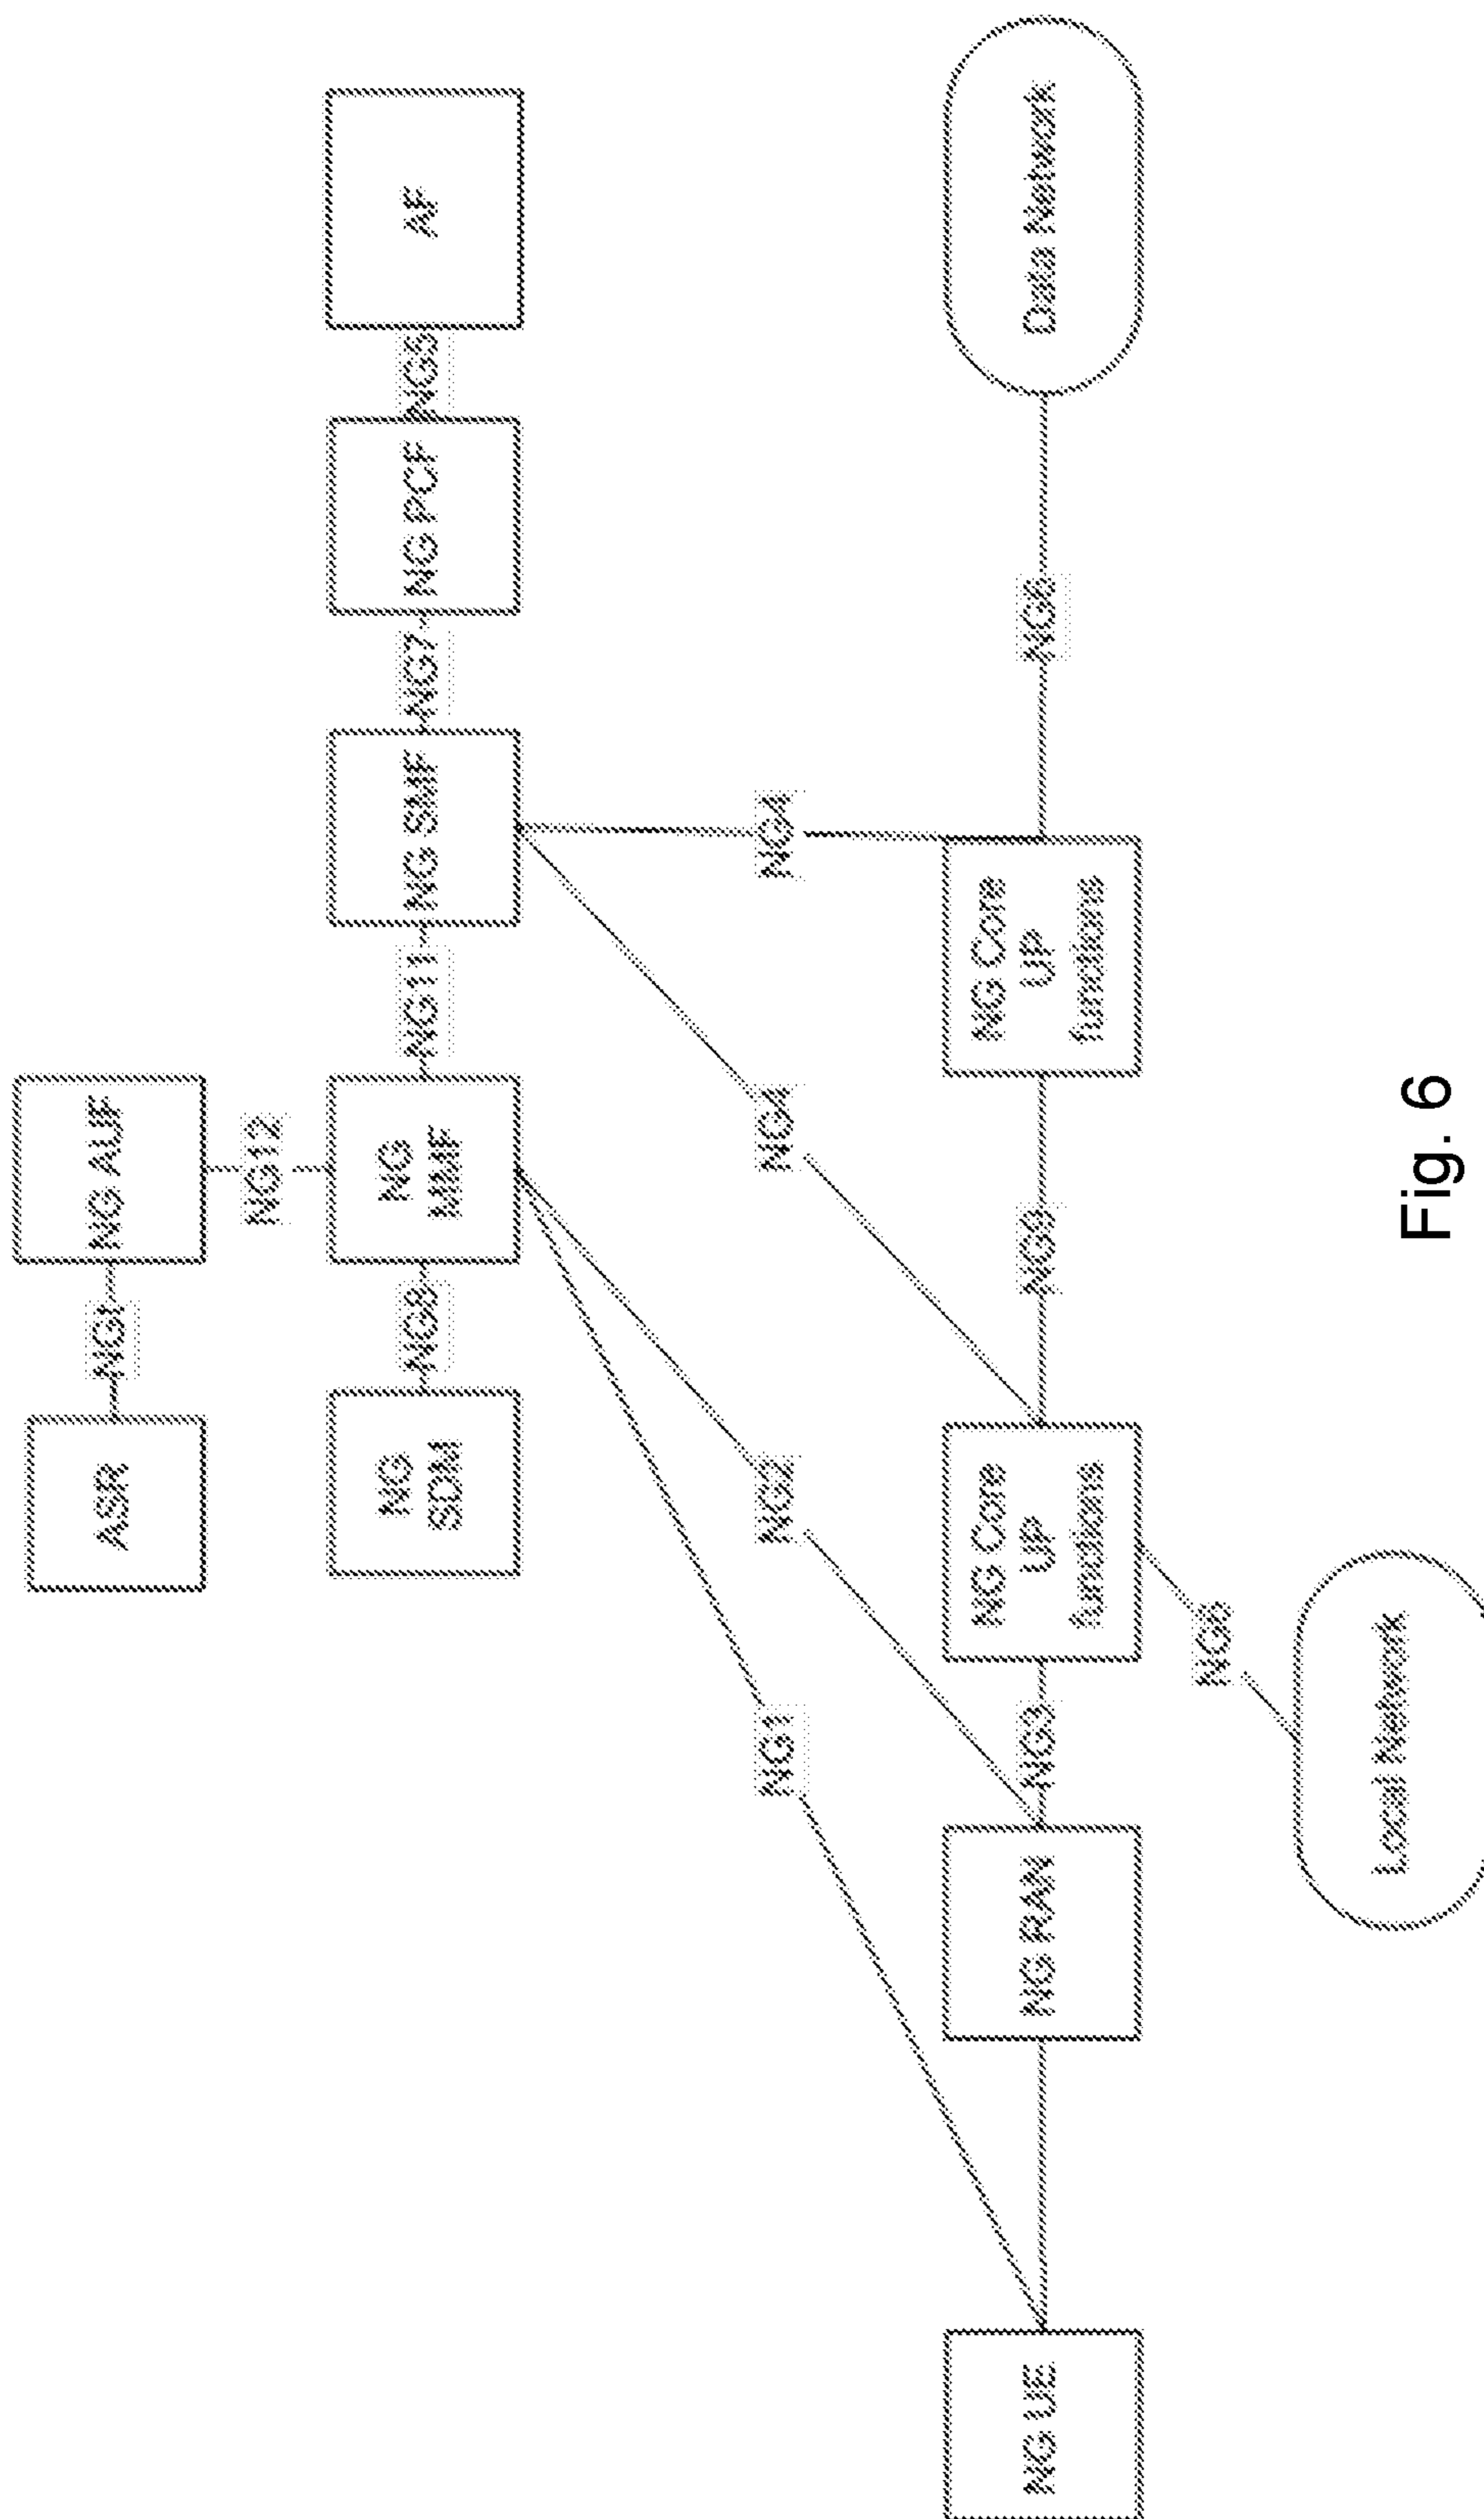 ASR
NG AUF
NG12
NG
SDM
NG8
NG
MMF
NG11
NG SMF
NG7
NG PCF
NG5
AF
NG1
NG2
NG4
NG4
NG UE
NG RAN
NG3
NG Core
UP
functions
NG9
NG Core
UP
functions
NG6
Data Network
NG6
Local Network
Fig. 6